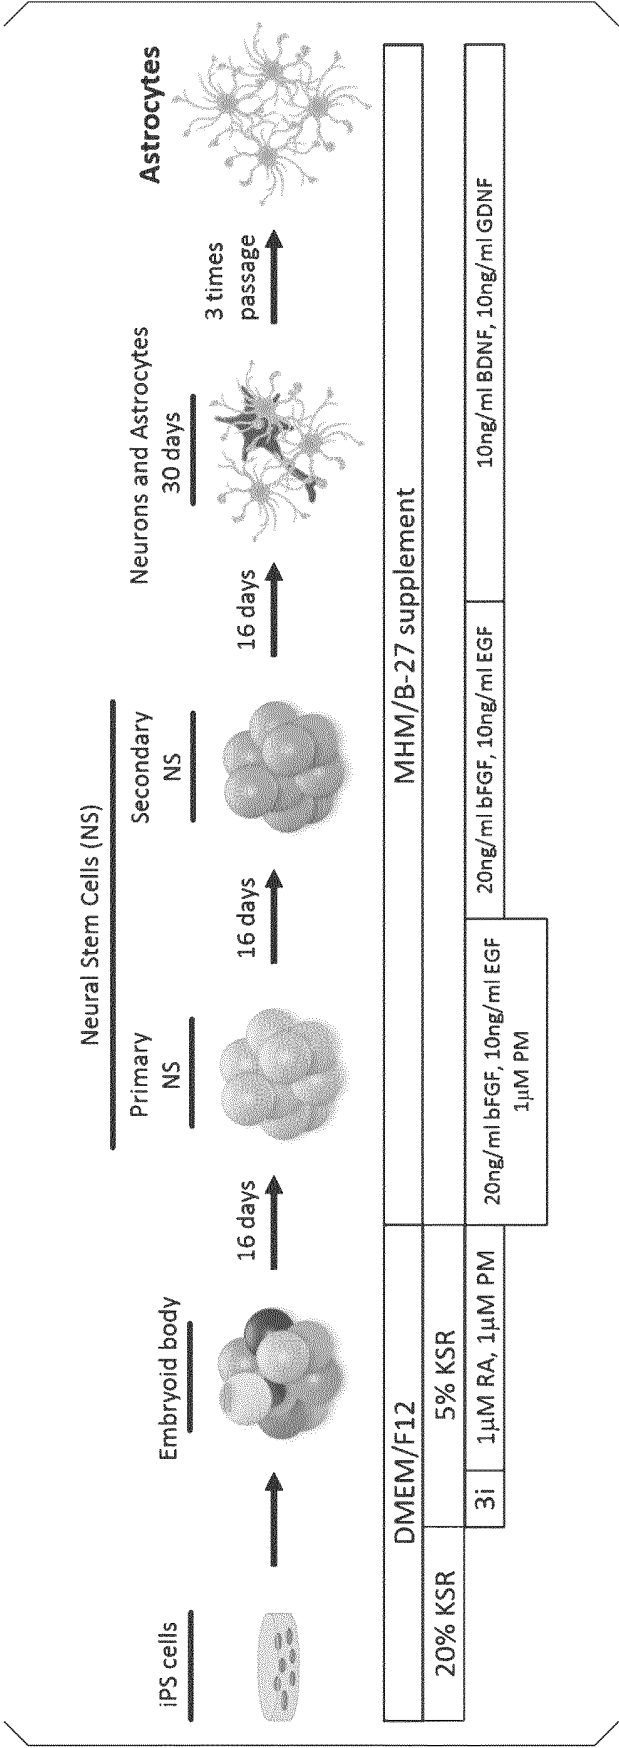 Neural Stem Cells (NS)
iPS cells
Embryoid body
Primary
NS
Secondary
NS
Neurons and Astrocytes
30 days
Astrocytes
16 days
16 days
16 days
3 times
passage
DMEM/F12
MHM/B-27 supplement
20% KSR
5% KSR
3i
1μM RA, 1μM PM
20ng/ml bFGF, 10ng/ml EGF
1μM PM
20ng/ml bFGF, 10ng/ml EGF
10ng/ml BDNF, 10ng/ml GDNF